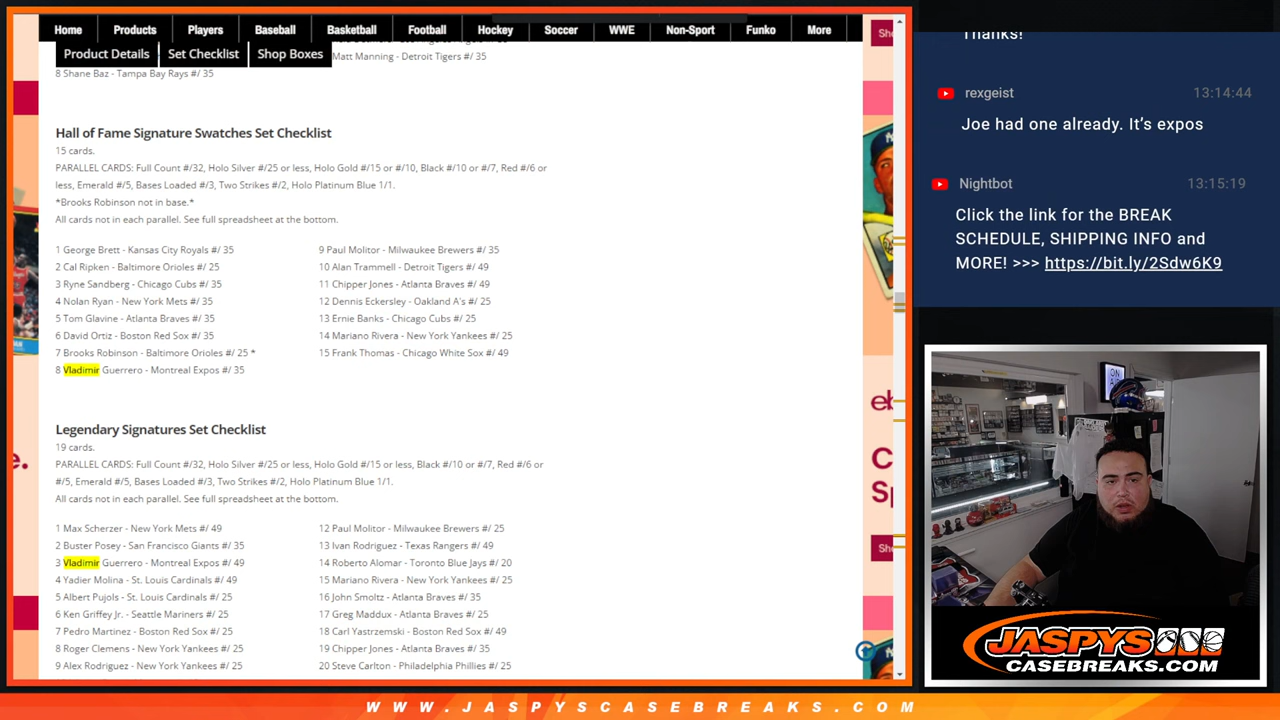 Home Products Players Baseball Basketball Football Hockey Soccer WWE Non-Sport Funko More
Product Details Set Checklist Shop Boxes
Matt Manning - Detroit Tigers #/ 35
8 Shane Baz - Tampa Bay Rays #/ 35
Hall of Fame Signature Swatches Set Checklist
15 cards.
PARALLEL CARDS: Full Count #/32, Holo Silver #/25 or less, Holo Gold #/15 or #/10, Black #/10 or #/7, Red #/6 or
less, Emerald #/5, Bases Loaded #/3, Two Strikes #/2, Holo Platinum Blue 1/1.
*Brooks Robinson not in base.*
All cards not in each parallel. See full spreadsheet at the bottom.
1 George Brett - Kansas City Royals #/ 35
2 Cal Ripken - Baltimore Orioles #/ 25
3 Ryne Sandberg - Chicago Cubs #/ 35
4 Nolan Ryan - New York Mets #/ 35
5 Tom Glavine - Atlanta Braves #/ 35
6 David Ortiz - Boston Red Sox #/ 35
7 Brooks Robinson - Baltimore Orioles #/ 25 *
8 Vladimir Guerrero - Montreal Expos #/ 35
9 Paul Molitor - Milwaukee Brewers #/ 35
10 Alan Trammell - Detroit Tigers #/ 49
11 Chipper Jones - Atlanta Braves #/ 49
12 Dennis Eckersley - Oakland A's #/ 25
13 Ernie Banks - Chicago Cubs #/ 25
14 Mariano Rivera - New York Yankees #/ 25
15 Frank Thomas - Chicago White Sox #/ 49
Legendary Signatures Set Checklist
19 cards.
PARALLEL CARDS: Full Count #/32, Holo Silver #/25 or less, Holo Gold #/15 or less, Black #/10 or #/7, Red #/6 or
#/5, Emerald #/5, Bases Loaded #/3, Two Strikes #/2, Holo Platinum Blue 1/1.
All cards not in each parallel. See full spreadsheet at the bottom.
1 Max Scherzer - New York Mets #/ 49
2 Buster Posey - San Francisco Giants #/ 35
3 Vladimir Guerrero - Montreal Expos #/ 49
4 Yadier Molina - St. Louis Cardinals #/ 49
5 Albert Pujols - St. Louis Cardinals #/ 25
6 Ken Griffey Jr. - Seattle Mariners #/ 25
7 Pedro Martinez - Boston Red Sox #/ 25
8 Roger Clemens - New York Yankees #/ 25
9 Alex Rodriguez - New York Yankees #/ 25
12 Paul Molitor - Milwaukee Brewers #/ 25
13 Ivan Rodriguez - Texas Rangers #/ 49
14 Roberto Alomar - Toronto Blue Jays #/ 20
15 Mariano Rivera - New York Yankees #/ 25
16 John Smoltz - Atlanta Braves #/ 35
17 Greg Maddux - Atlanta Braves #/ 25
18 Carl Yastrzemski - Boston Red Sox #/ 49
19 Chipper Jones - Atlanta Braves #/ 35
20 Steve Carlton - Philadelphia Phillies #/ 25
Thanks!
rexgeist 13:14:44
Joe had one already. It's expos
Nightbot 13:15:19
Click the link for the BREAK
SCHEDULE, SHIPPING INFO and
MORE! >>> https://bit.ly/2Sdw6K9
ON
JASPYS
CASEBREAKS.COM
WWW.JASPYSCASEBREAKS.COM